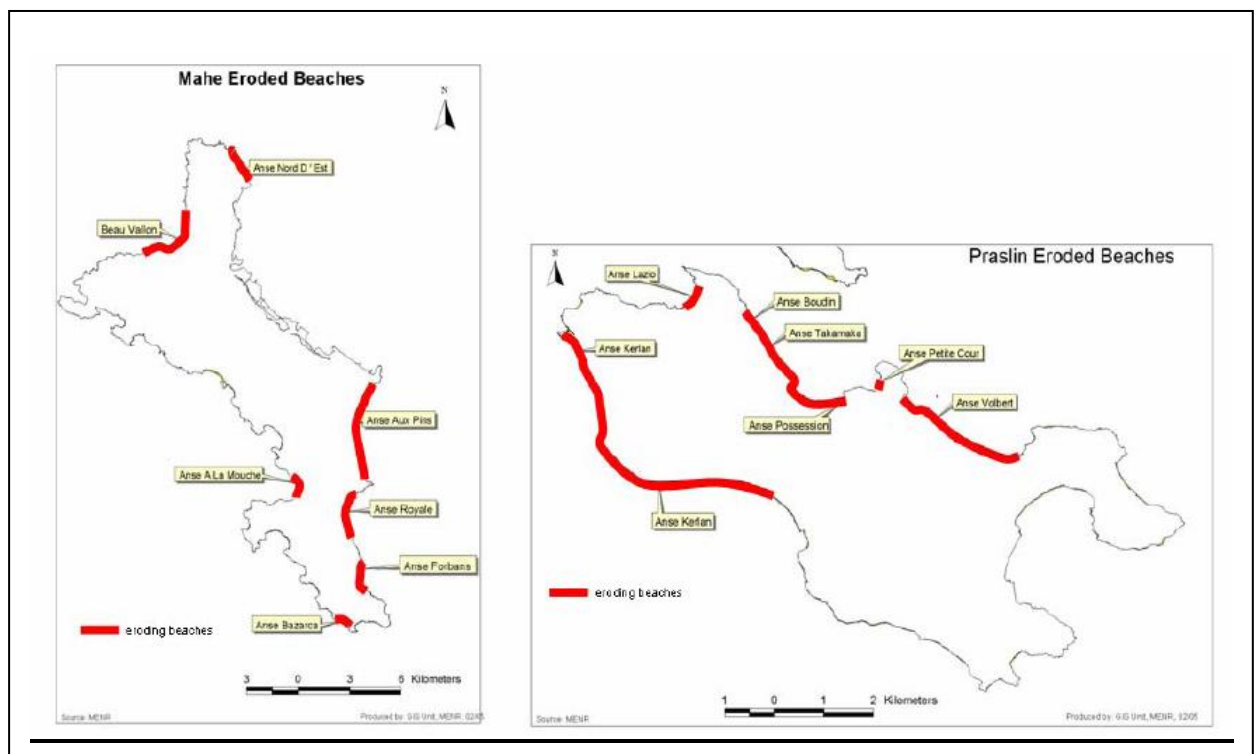 Mahe Eroded Beaches
N
Anse Nord D'Est
Beau Vallon
Anse Aux Pins
Anse A La Mouche
Anse Royale
Anse Forbans
Anse Bazarca
eroding beaches
3 0 3 6 Kilometers
Source: MENR
Produced by: GIS Unit, MENR, 02/05
Praslin Eroded Beaches
N
Anse Lazio
Anse Boudin
Anse Takamaka
Anse Kerlan
Anse Petite Cour
Anse Volbert
Anse Possession
Anse Kerlan
eroding beaches
1 0 1 2 Kilometers
Source: MENR
Produced by: GIS Unit, MENR, 02/05